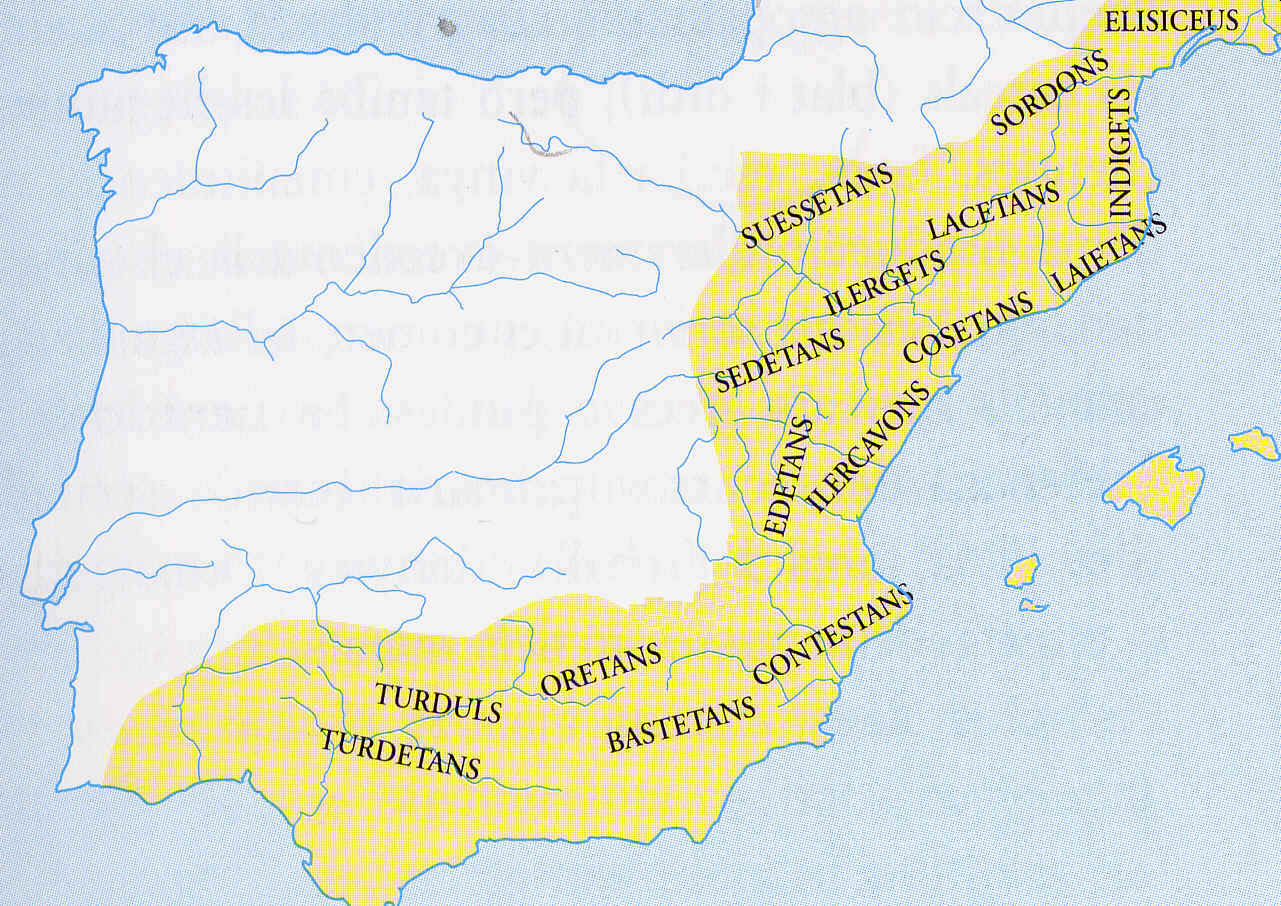 ELISICEUS
SORDONS
INDIGETS
SUESSETANS
LACETANS
LAIETANS
ILERGETS
COSETANS
SEDETANS
ILERCAVONS
EDETANS
CONTESTANS
ORETANS
BASTETANS
TURDULS
TURDETANS